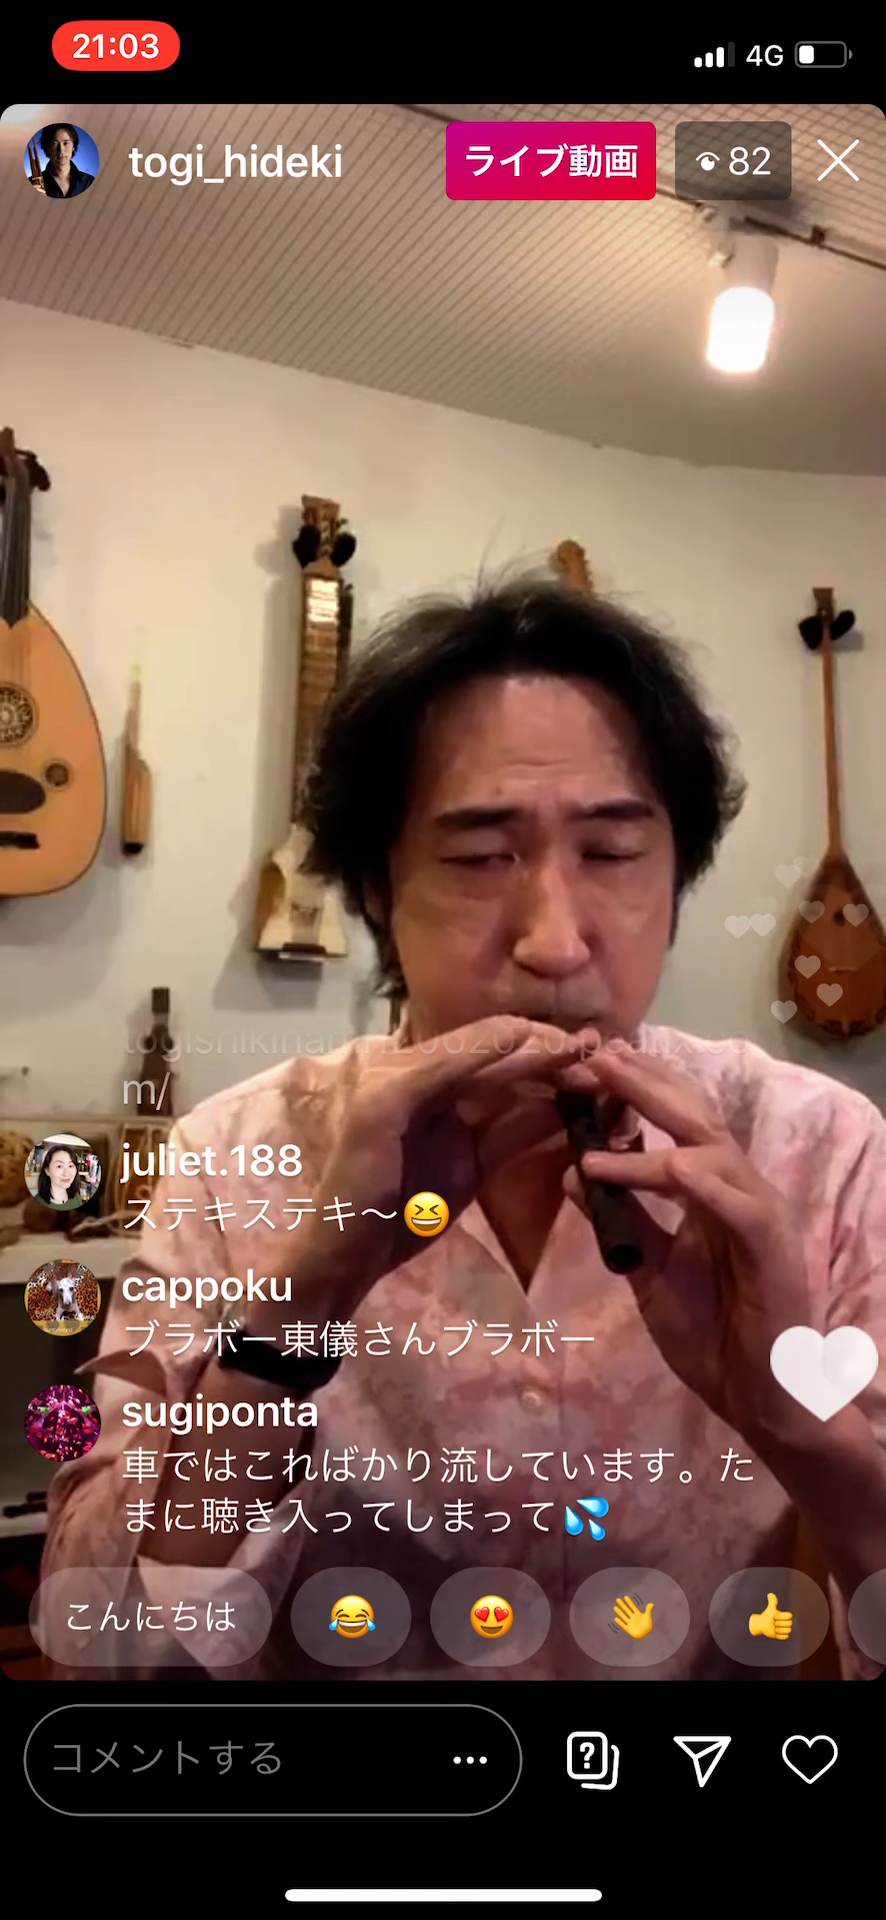 21:03
4G
togi_hideki
ライブ動画
82
m/
juliet.188
ステキステキ〜😆
cappoku
ブラボー東儀さんブラボー
sugiponta
車ではこればかり流しています。た
まに聴き入ってしまって💦
こんにちは
コメントする